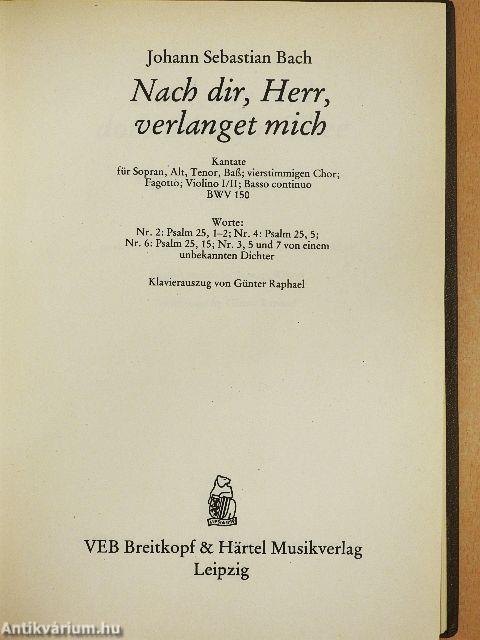 Johann Sebastian Bach
Nach dir, Herr,
verlanget mich
Kantate
für Sopran, Alt, Tenor, Baß; vierstimmigen Chor;
Fagotto; Violino I/II; Basso continuo
BWV 150
Worte:
Nr. 2: Psalm 25, 1–2; Nr. 4: Psalm 25, 5;
Nr. 6: Psalm 25, 15; Nr. 3, 5 und 7 von einem
unbekannten Dichter
Klavierauszug von Günter Raphael
VEB Breitkopf & Härtel Musikverlag
Leipzig
Antikvárium.hu